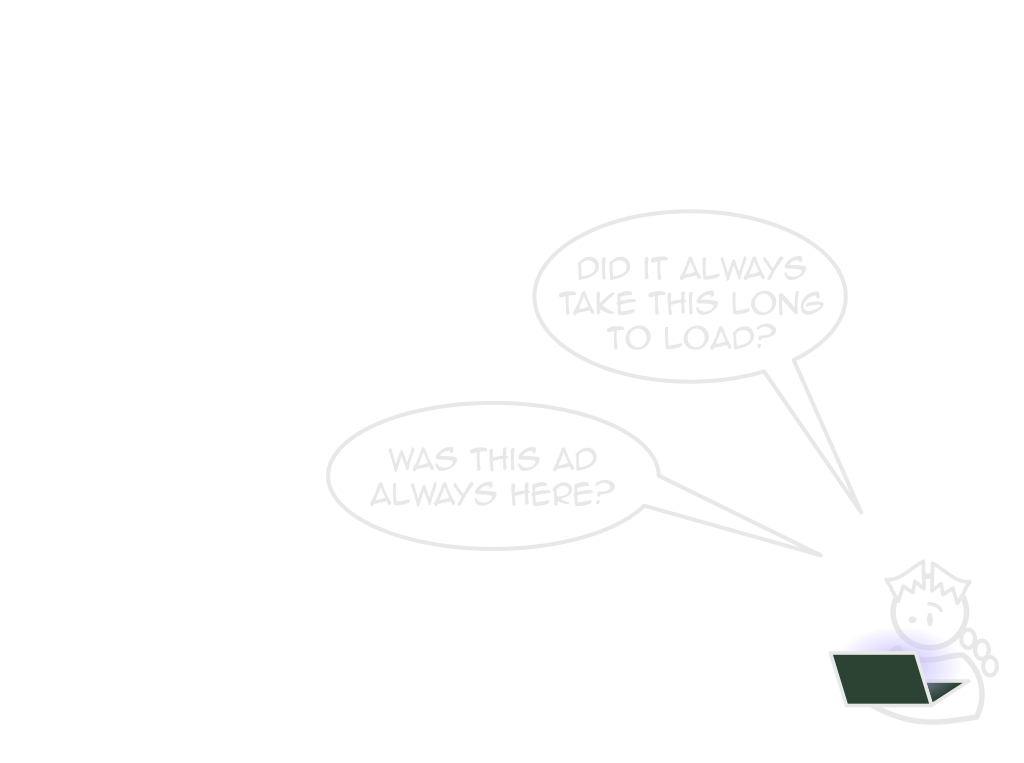 DID IT ALWAYS
TAKE THIS LONG
TO LOAD?
WAS THIS AD
ALWAYS HERE?